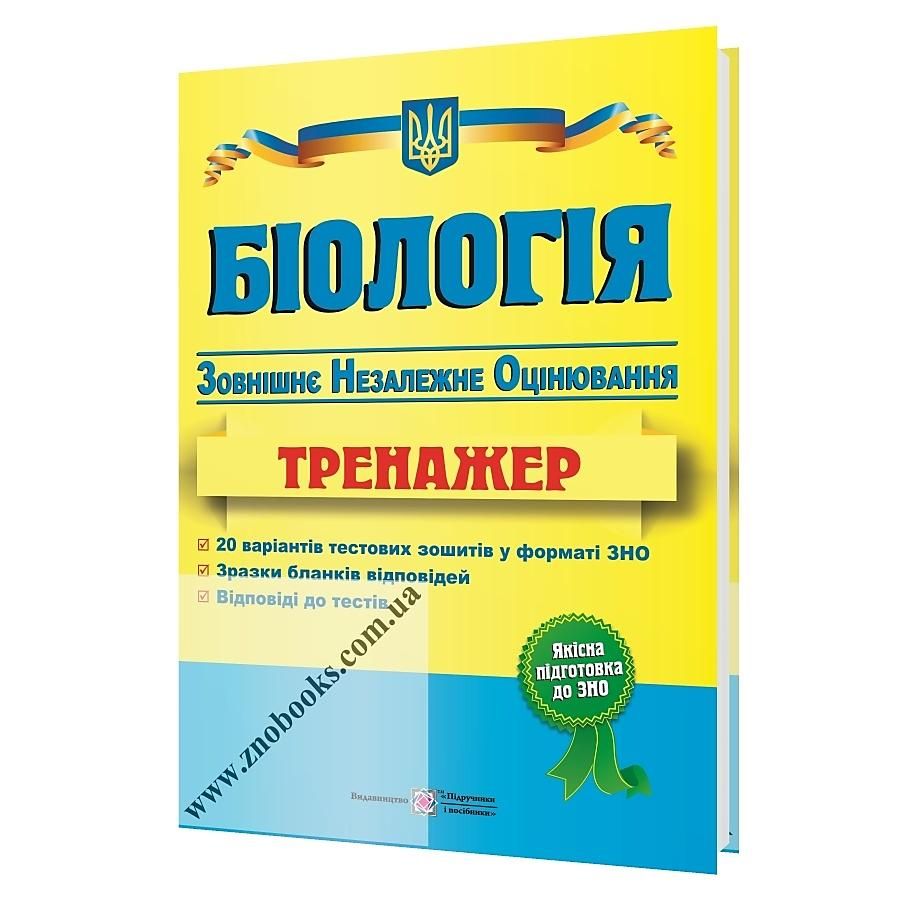 БІОЛОГІЯ
Зовнішнє Незалежне Оцінювання
ТРЕНАЖЕР
20 варіантів тестових зошитів у форматі ЗНО
Зразки бланків відповідей
Відповіді до тестів
www.znobooks.com.ua
Якісна
підготовка
до ЗНО
Видавництво ТМ «Підручники
і посібники»